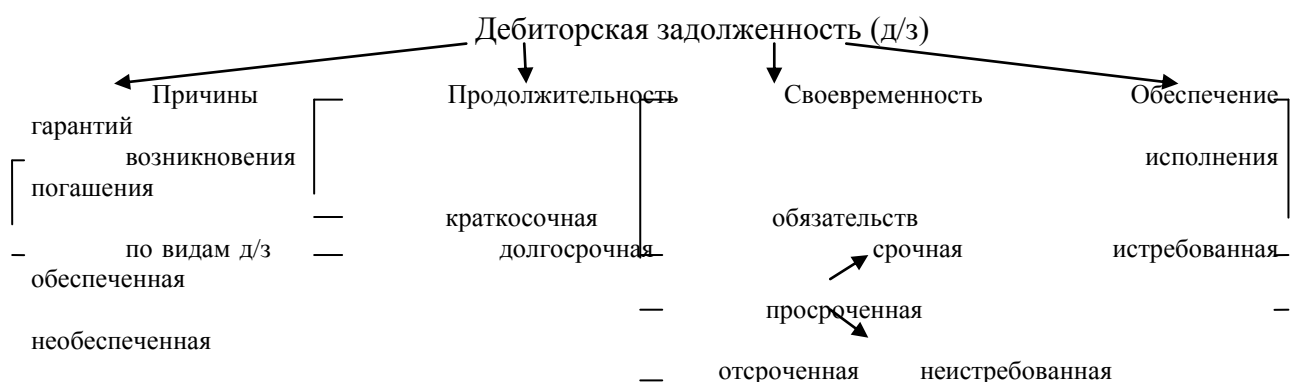 Дебиторская задолженность (д/з)
Причины Продолжительность Своевременность Обеспечение
гарантий
возникновения исполнения
погашения
краткосочная обязательств
по видам д/з долгосрочная срочная истребованная
обеспеченная
просроченная
необеспеченная
отсроченная неистребованная